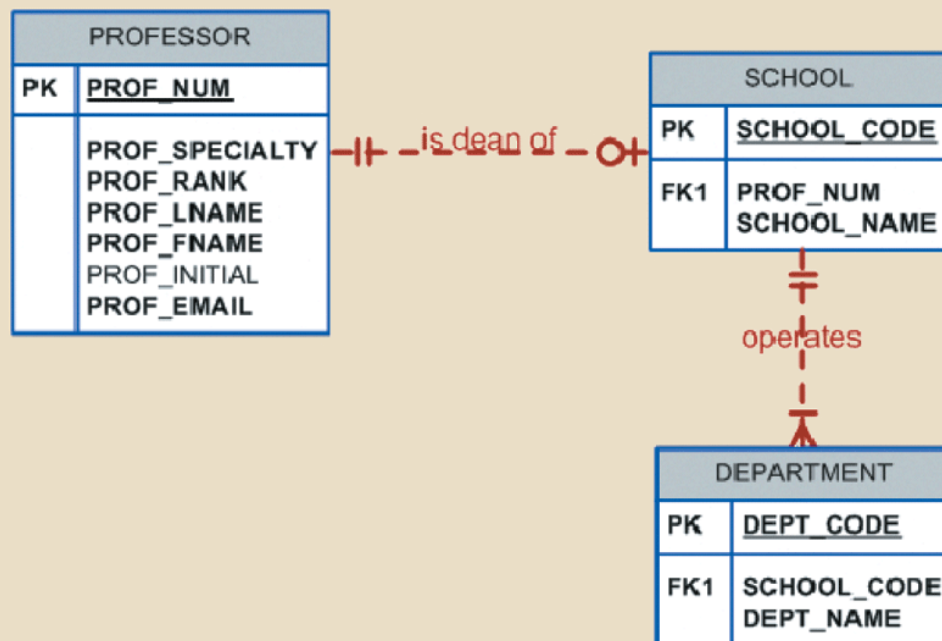 PROFESSOR
PK PROF_NUM
PROF_SPECIALTY
PROF_RANK
PROF_LNAME
PROF_FNAME
PROF_INITIAL
PROF_EMAIL
is dean of
SCHOOL
PK SCHOOL_CODE
FK1 PROF_NUM
SCHOOL_NAME
operates
DEPARTMENT
PK DEPT_CODE
FK1 SCHOOL_CODE
DEPT_NAME